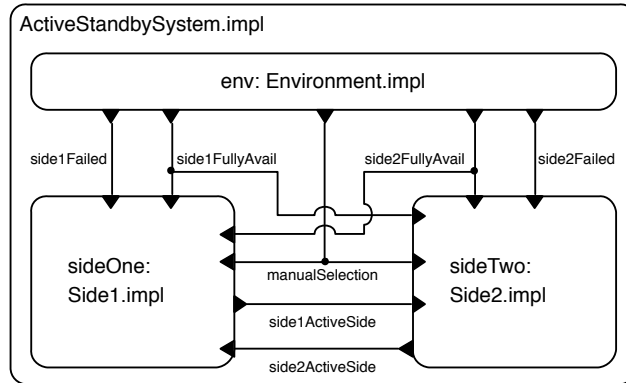 ActiveStandbySystem.impl
env: Environment.impl
side1Failed
side1FullyAvail
side2FullyAvail
side2Failed
sideOne:
Side1.impl
manualSelection
sideTwo:
Side2.impl
side1ActiveSide
side2ActiveSide